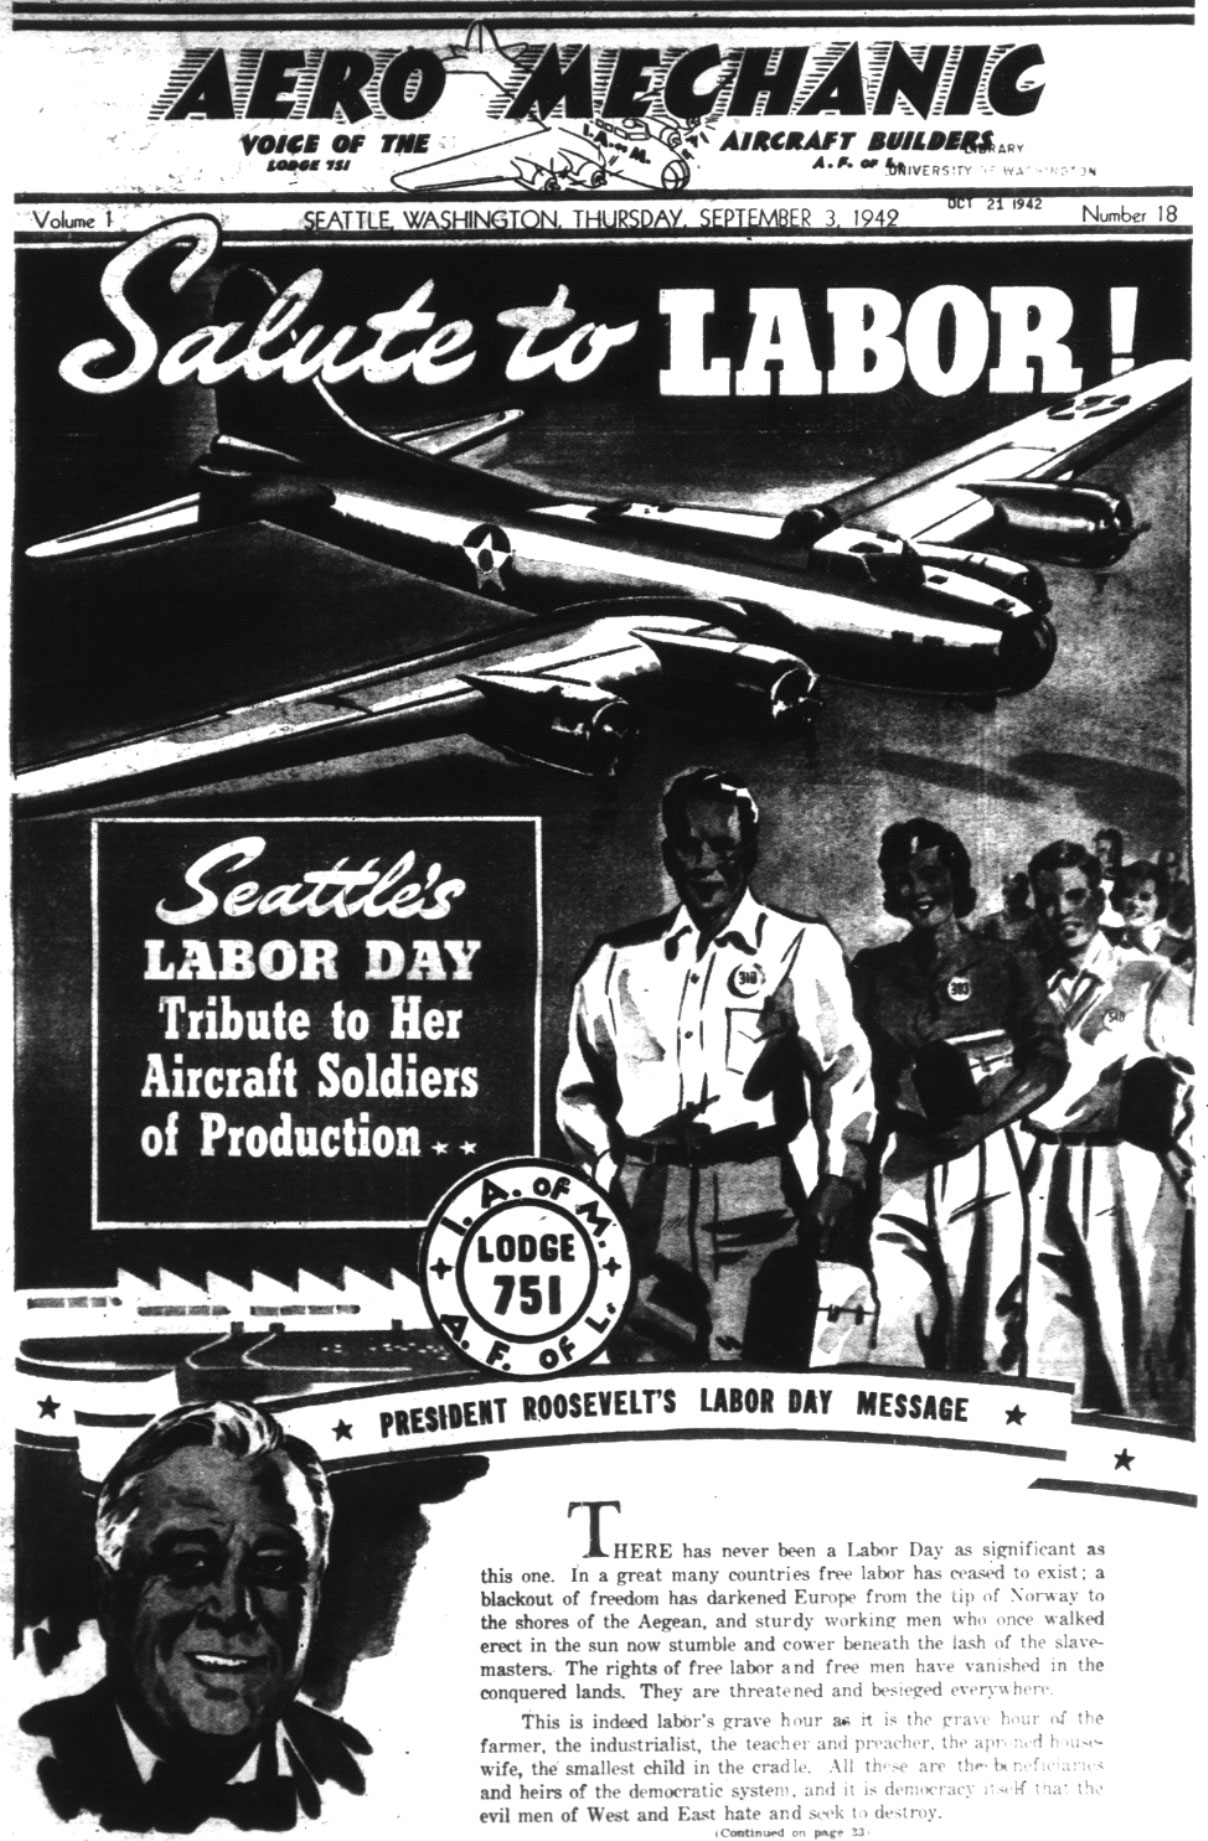 AERO MECHANIC
VOICE OF THE
LODGE 751
I.A. of M.
AIRCRAFT BUILDERS
A. F. OF L.
LIBRARY
UNIVERSITY OF WASHINGTON
OCT 21 1942
Volume 1
SEATTLE, WASHINGTON, THURSDAY, SEPTEMBER 3, 1942
Number 18
Salute to LABOR!
Seattle's
LABOR DAY
Tribute to Her
Aircraft Soldiers
of Production
310
303
540
I. A. OF M.
LODGE
751
A. F. OF L.
PRESIDENT ROOSEVELT'S LABOR DAY MESSAGE
THERE has never been a Labor Day as significant as
this one. In a great many countries free labor has ceased to exist; a
blackout of freedom has darkened Europe from the tip of Norway to
the shores of the Aegean, and sturdy working men who once walked
erect in the sun now stumble and cower beneath the lash of the slave-
masters. The rights of free labor and free men have vanished in the
conquered lands. They are threatened and besieged everywhere.
This is indeed labor's grave hour as it is the grave hour of the
farmer, the industrialist, the teacher and preacher, the aproned house-
wife, the smallest child in the cradle. All these are the beneficiaries
and heirs of the democratic system, and it is democracy itself that the
evil men of West and East hate and seek to destroy.
(Continued on page 33)